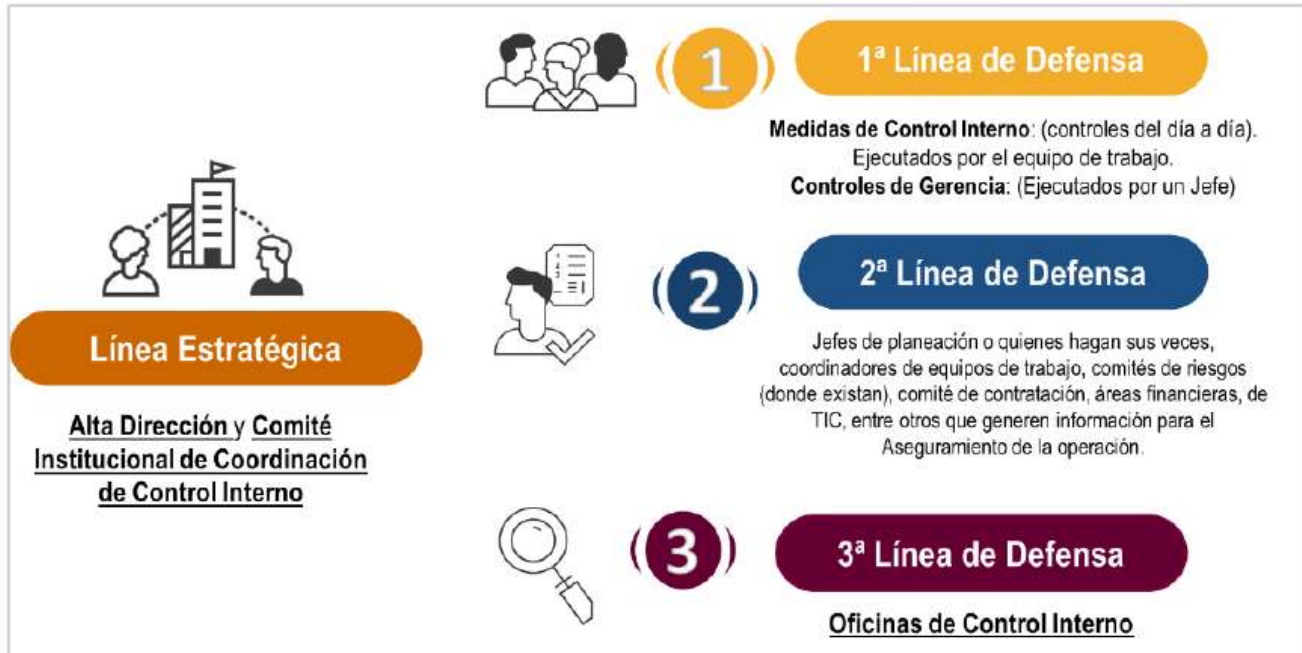 Línea Estratégica
Alta Dirección y Comité
Institucional de Coordinación
de Control Interno
1
1ª Línea de Defensa
Medidas de Control Interno: (controles del día a día).
Ejecutados por el equipo de trabajo.
Controles de Gerencia: (Ejecutados por un Jefe)
2
2ª Línea de Defensa
Jefes de planeación o quienes hagan sus veces,
coordinadores de equipos de trabajo, comités de riesgos
(donde existan), comité de contratación, áreas financieras, de
TIC, entre otros que generen información para el
Aseguramiento de la operación.
3
3ª Línea de Defensa
Oficinas de Control Interno